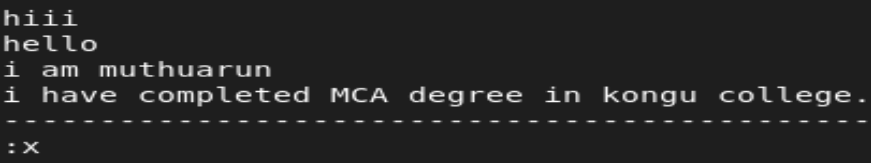 hiii
hello
i am muthuarun
i have completed MCA degree in kongu college.
---------------------------------------------
:x